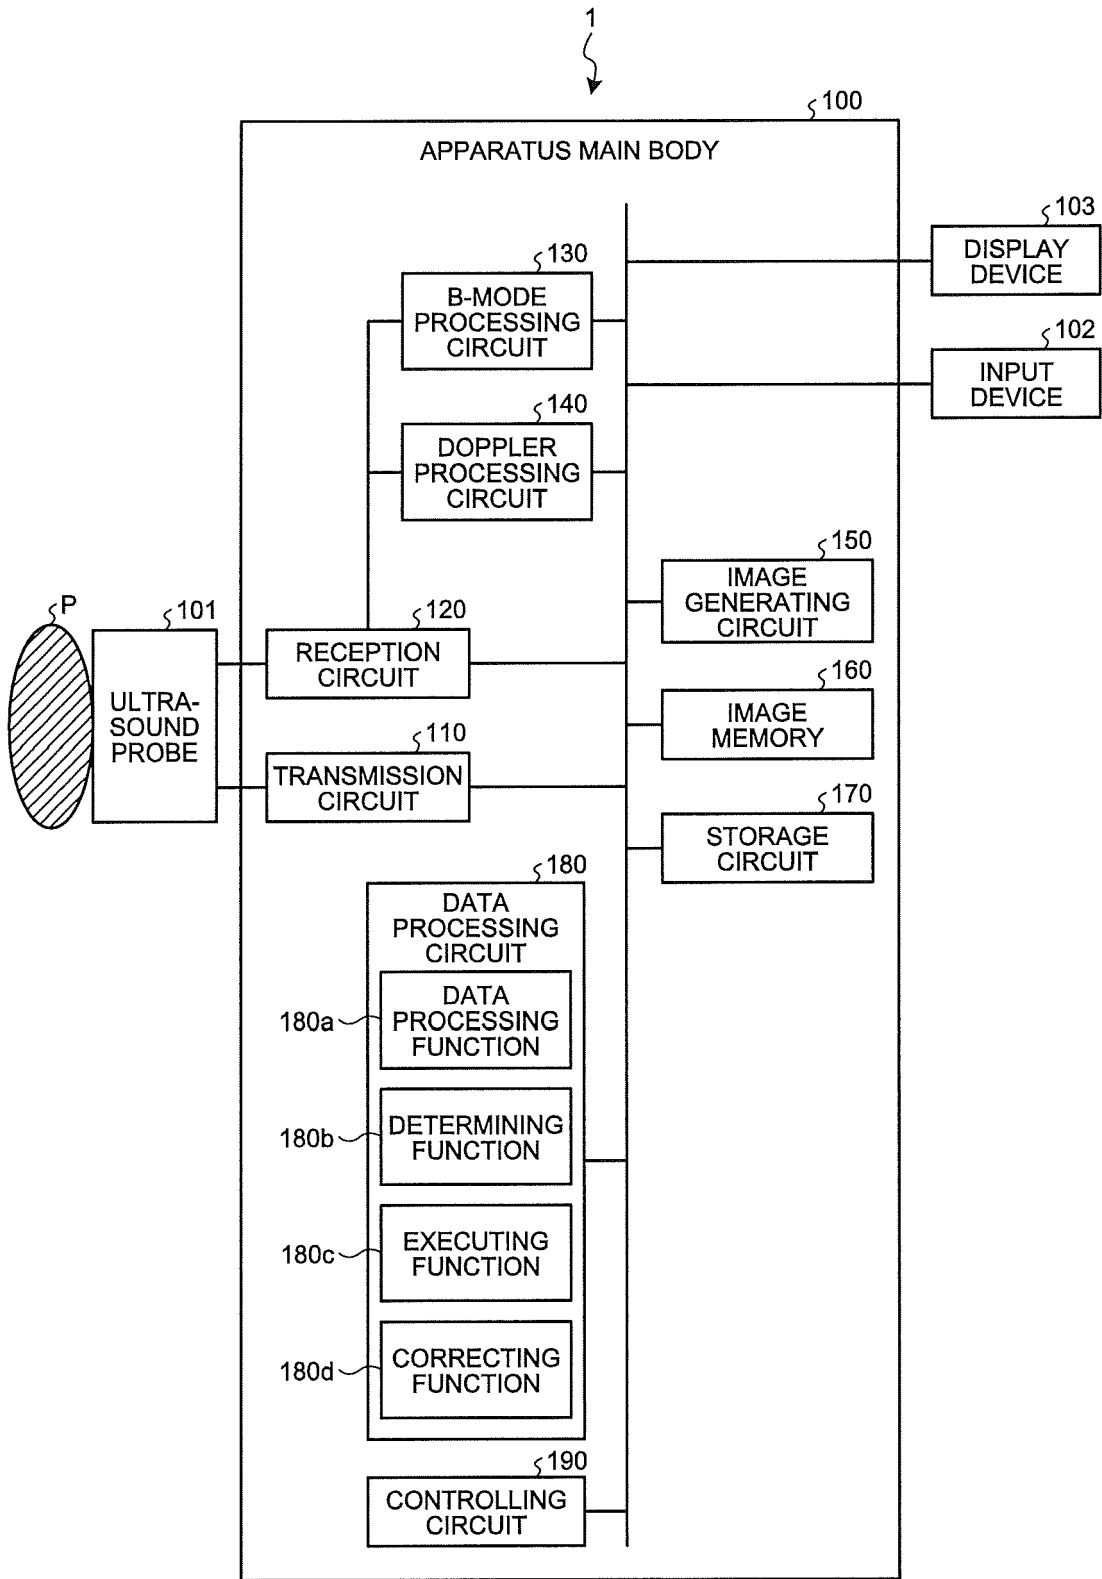 1
100
APPARATUS MAIN BODY
103
DISPLAY
DEVICE
130
B-MODE
PROCESSING
CIRCUIT
102
INPUT
DEVICE
140
DOPPLER
PROCESSING
CIRCUIT
150
IMAGE
GENERATING
CIRCUIT
P
101
ULTRA-
SOUND
PROBE
120
RECEPTION
CIRCUIT
160
IMAGE
MEMORY
110
TRANSMISSION
CIRCUIT
170
STORAGE
CIRCUIT
180
DATA
PROCESSING
CIRCUIT
180a
DATA
PROCESSING
FUNCTION
180b
DETERMINING
FUNCTION
180c
EXECUTING
FUNCTION
180d
CORRECTING
FUNCTION
190
CONTROLLING
CIRCUIT